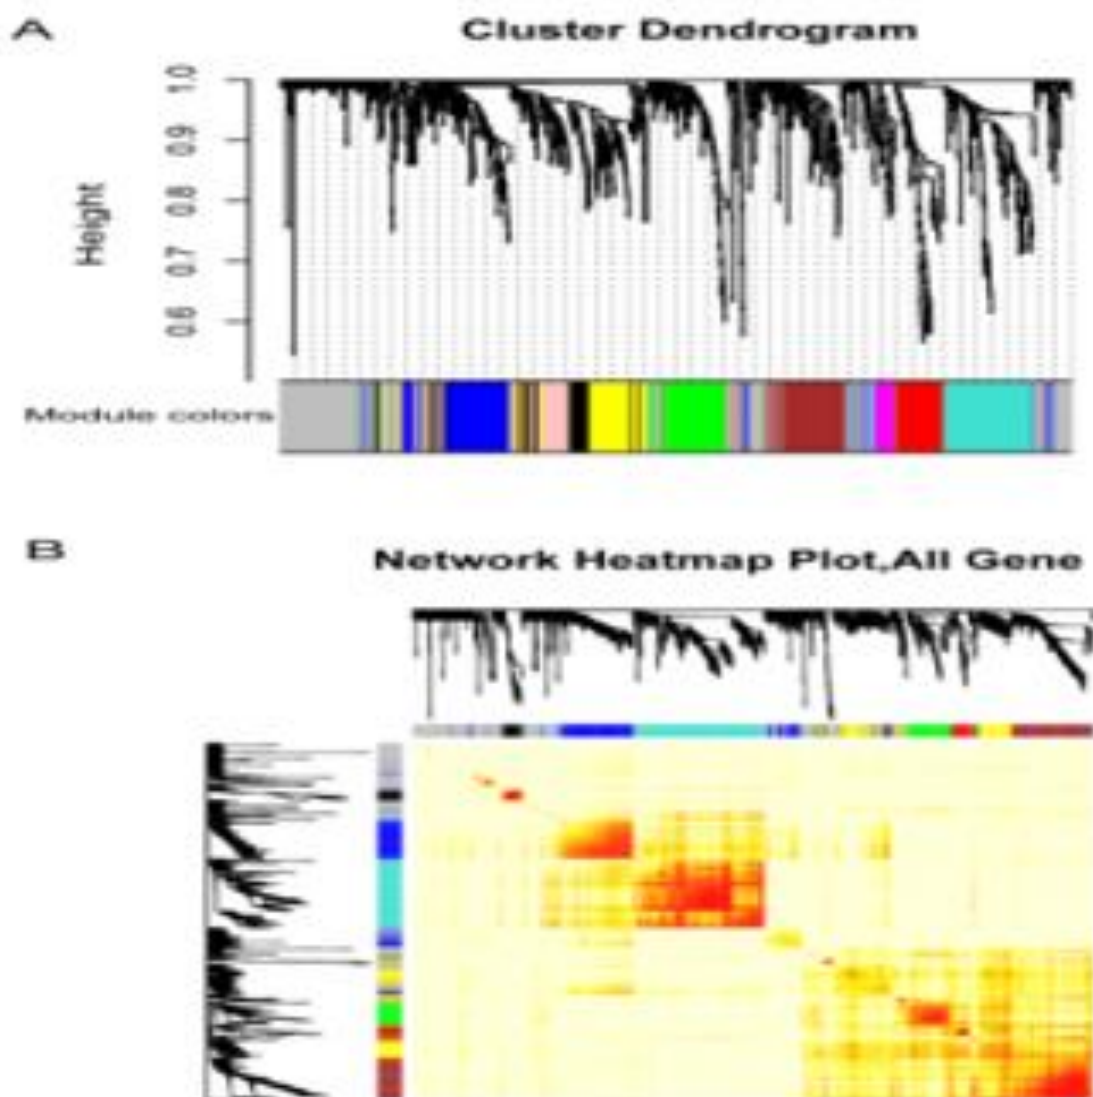 A
Cluster Dendrogram
1.0
0.9
0.8
0.7
0.6
Height
Module colors
B
Network Heatmap Plot,All Gene